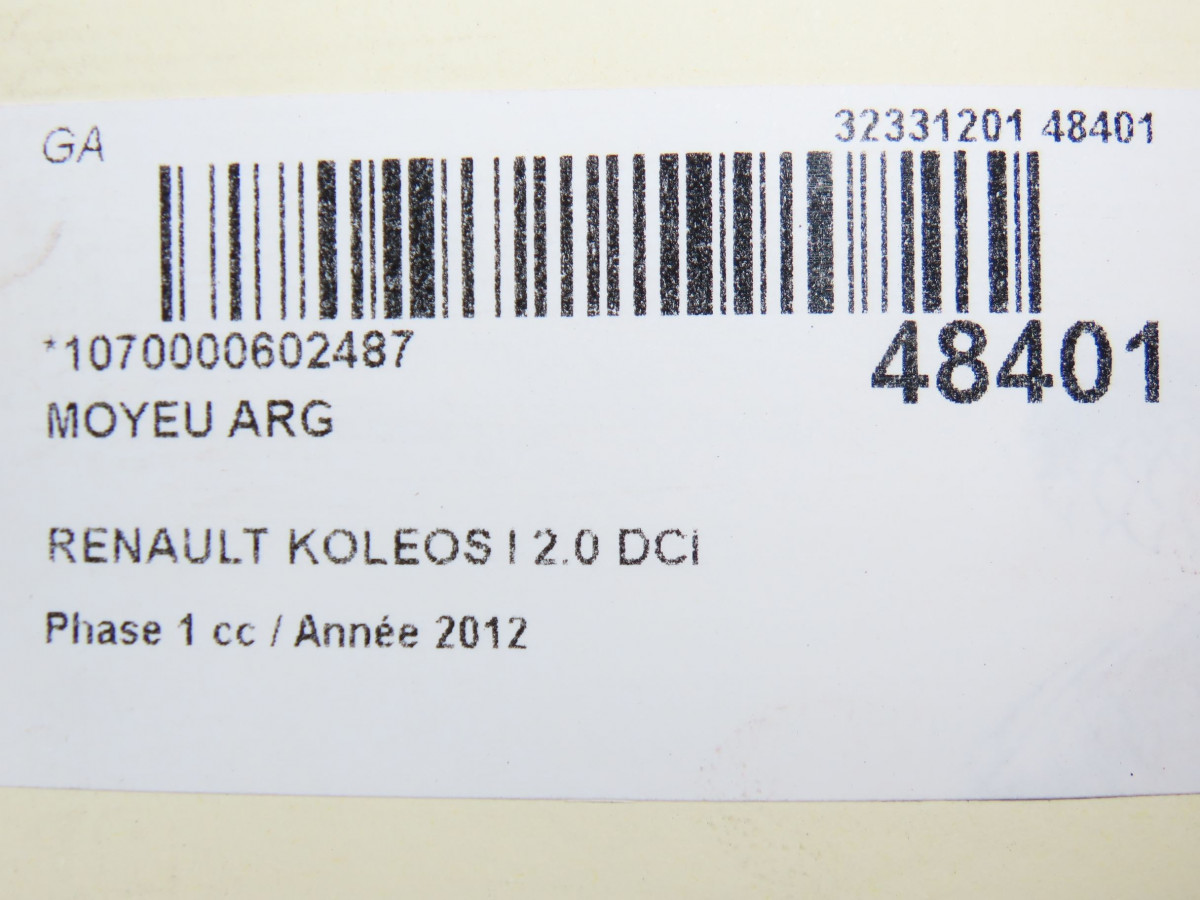 GA
32331201 48401
*1070000602487
48401
MOYEU ARG
RENAULT KOLEOS I 2.0 DCI
Phase 1 cc / Année 2012